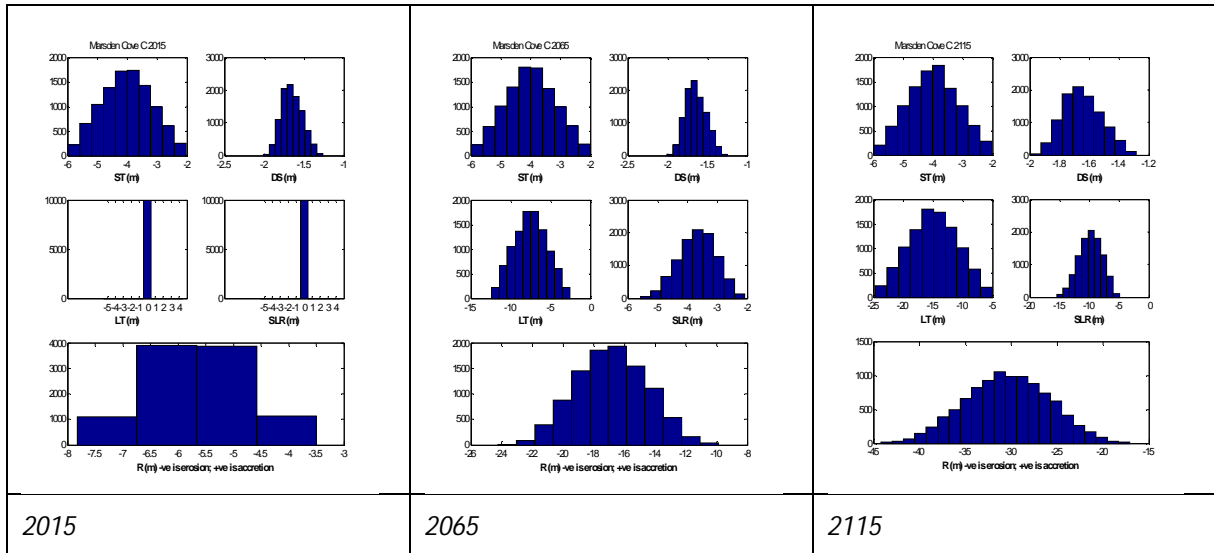 Marsden Cove C 2015
2000
1500
1000
500
0
-6 -5 -4 -3 -2
ST (m)
3000
2000
1000
0
-2.5 -2 -1.5 -1
DS (m)
10000
5000
0
-5-4-3-2-1 0 1 2 3 4
LT (m)
10000
5000
0
-5-4-3-2-1 0 1 2 3 4
SLR (m)
4000
3000
2000
1000
0
-8 -7.5 -7 -6.5 -6 -5.5 -5 -4.5 -4 -3.5 -3
R (m) -ve is erosion; +ve is accretion
Marsden Cove C 2065
2000
1500
1000
500
0
-6 -5 -4 -3 -2
ST (m)
3000
2000
1000
0
-2.5 -2 -1.5 -1
DS (m)
2000
1500
1000
500
0
-15 -10 -5 0
LT (m)
3000
2000
1000
0
-6 -5 -4 -3 -2
SLR (m)
2000
1500
1000
500
0
-26 -24 -22 -20 -18 -16 -14 -12 -10 -8
R (m) -ve is erosion; +ve is accretion
Marsden Cove C 2115
2000
1500
1000
500
0
-6 -5 -4 -3 -2
ST (m)
3000
2000
1000
0
-2 -1.8 -1.6 -1.4 -1.2
DS (m)
2000
1500
1000
500
0
-25 -20 -15 -10 -5
LT (m)
3000
2000
1000
0
-20 -15 -10 -5 0
SLR (m)
1500
1000
500
0
-45 -40 -35 -30 -25 -20 -15
R (m) -ve is erosion; +ve is accretion
2015
2065
2115